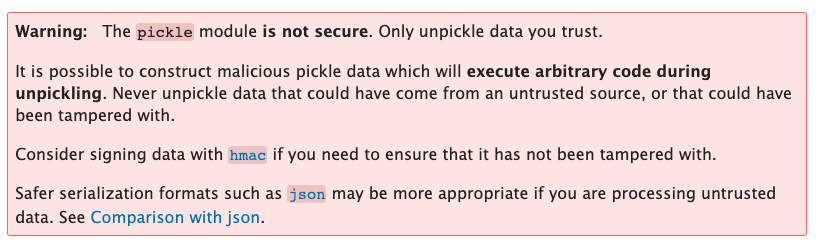 Warning: The pickle module is not secure. Only unpickle data you trust.
It is possible to construct malicious pickle data which will execute arbitrary code during
unpickling. Never unpickle data that could have come from an untrusted source, or that could have
been tampered with.
Consider signing data with hmac if you need to ensure that it has not been tampered with.
Safer serialization formats such as json may be more appropriate if you are processing untrusted
data. See Comparison with json.